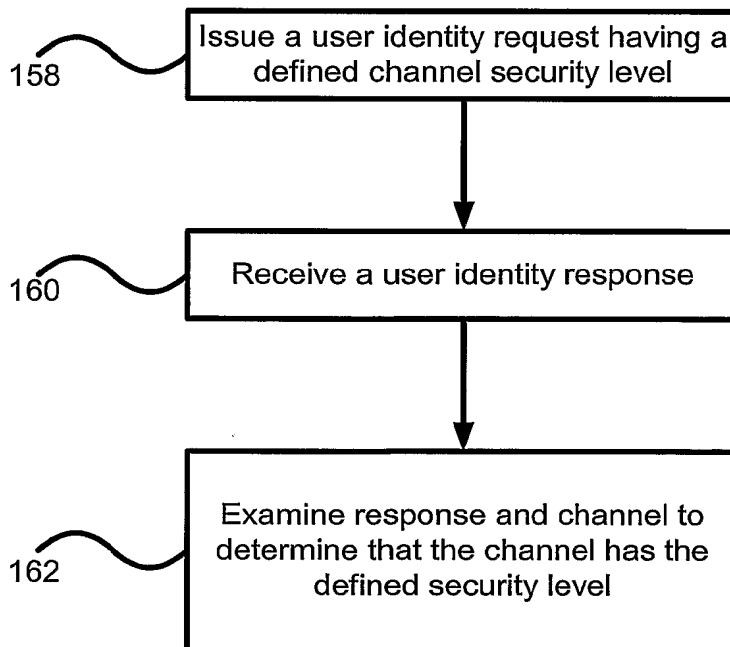 Issue a user identity request having a
defined channel security level
158
Receive a user identity response
160
Examine response and channel to
determine that the channel has the
defined security level
162